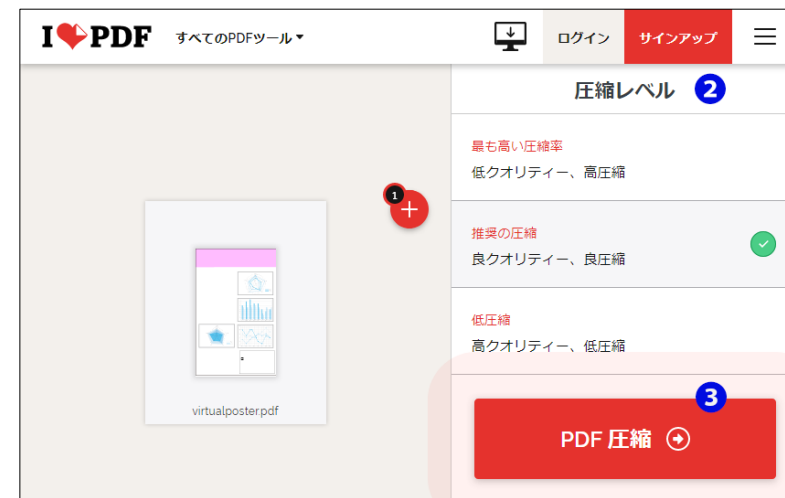 I PDF すべてのPDFツール ログイン サインアップ
圧縮レベル 2
最も高い圧縮率
低クオリティー、高圧縮
1
推奨の圧縮
良クオリティー、良圧縮
低圧縮
高クオリティー、低圧縮
virtualposter.pdf
3
PDF 圧縮